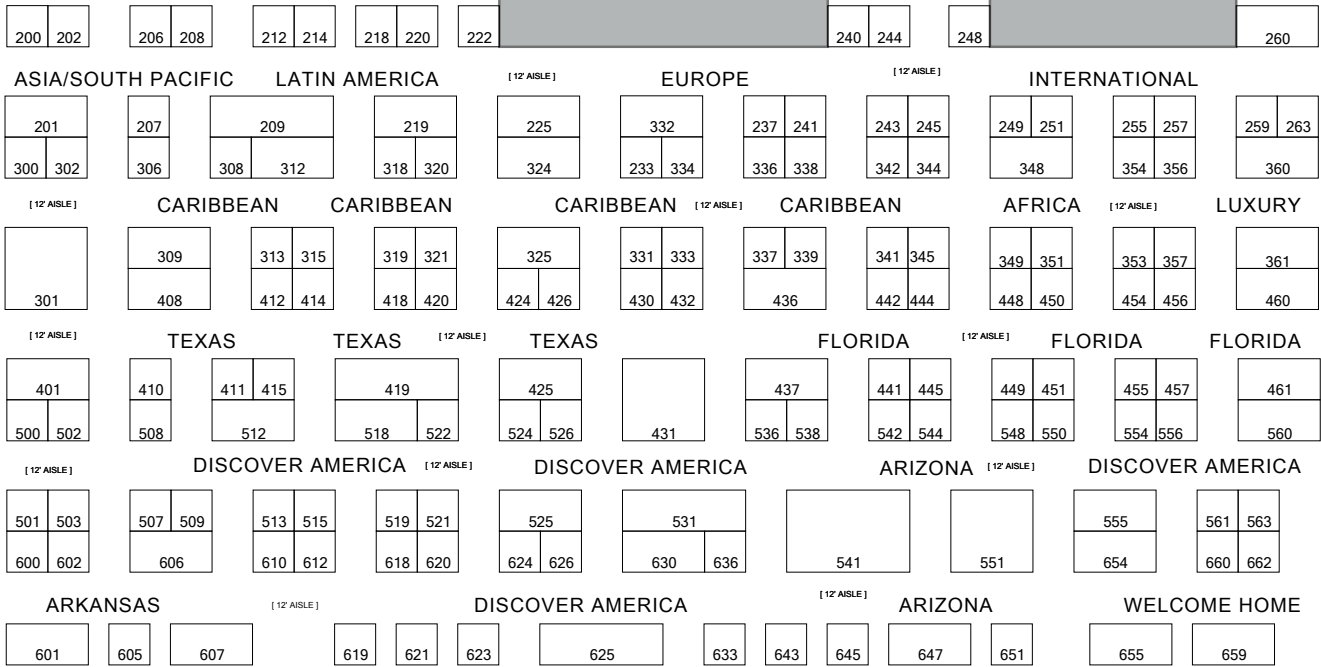 200 202 206 208 212 214 218 220 222 240 244 248 260
ASIA/SOUTH PACIFIC LATIN AMERICA [ 12' AISLE ] EUROPE [ 12' AISLE ] INTERNATIONAL
201 207 209 219 225 332 237 241 243 245 249 251 255 257 259 263
300 302 306 308 312 318 320 324 233 334 336 338 342 344 348 354 356 360
[ 12' AISLE ] CARIBBEAN CARIBBEAN CARIBBEAN [ 12' AISLE ] CARIBBEAN AFRICA [ 12' AISLE ] LUXURY
309 313 315 319 321 325 331 333 337 339 341 345 349 351 353 357 361
301 408 412 414 418 420 424 426 430 432 436 442 444 448 450 454 456 460
[ 12' AISLE ] TEXAS TEXAS [ 12' AISLE ] TEXAS FLORIDA [ 12' AISLE ] FLORIDA FLORIDA
401 410 411 415 419 425 437 441 445 449 451 455 457 461
500 502 508 512 518 522 524 526 431 536 538 542 544 548 550 554 556 560
[ 12' AISLE ] DISCOVER AMERICA [ 12' AISLE ] DISCOVER AMERICA ARIZONA [ 12' AISLE ] DISCOVER AMERICA
501 503 507 509 513 515 519 521 525 531 555 561 563
600 602 606 610 612 618 620 624 626 630 636 541 551 654 660 662
ARKANSAS [ 12' AISLE ] DISCOVER AMERICA [ 12' AISLE ] ARIZONA WELCOME HOME
601 605 607 619 621 623 625 633 643 645 647 651 655 659